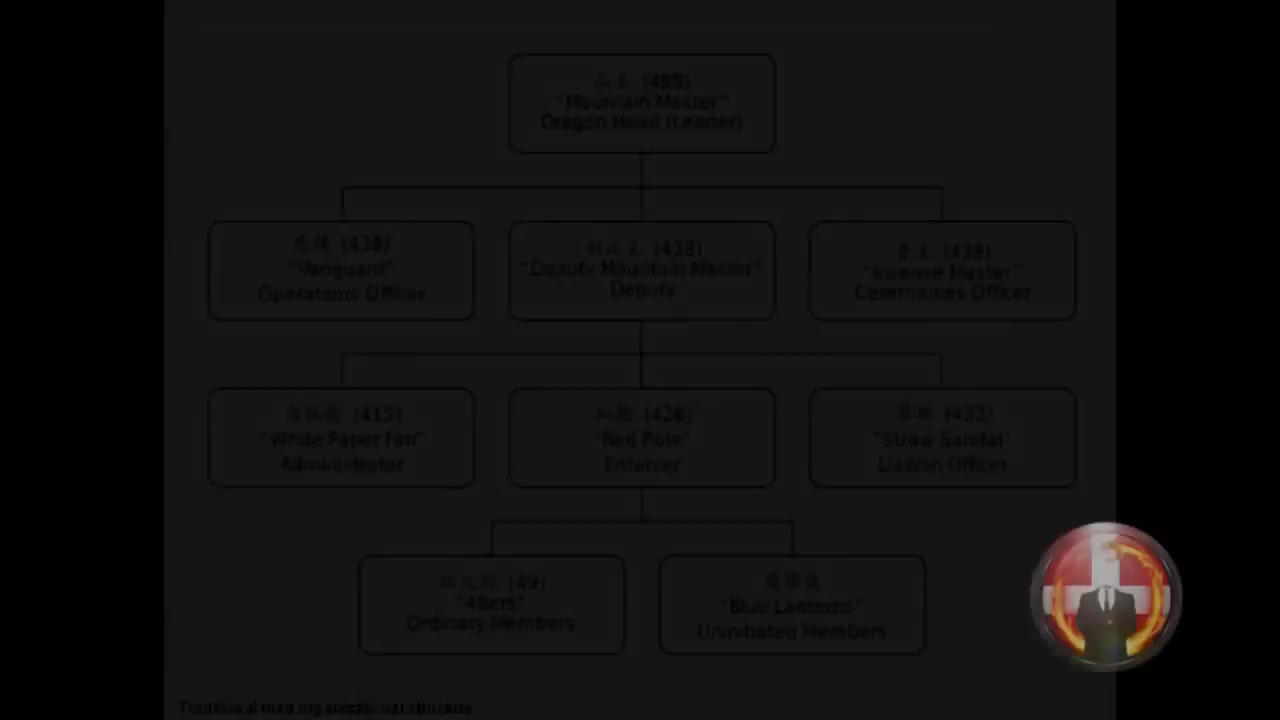 (489)
"Mountain Master"
Dragon Head (Leader)
(438)
"Vanguard"
Operations Officer
(438)
"Deputy Mountain Master"
Deputy
(438)
"Incense Master"
Ceremonies Officer
(415)
"White Paper Fan"
Administrator
(426)
"Red Pole"
Enforcer
(432)
"Straw Sandal"
Liaison Officer
(49)
"49ers"
Ordinary Members
"Blue Lanterns"
Uninitiated Members
Traditional triad organisational structure.